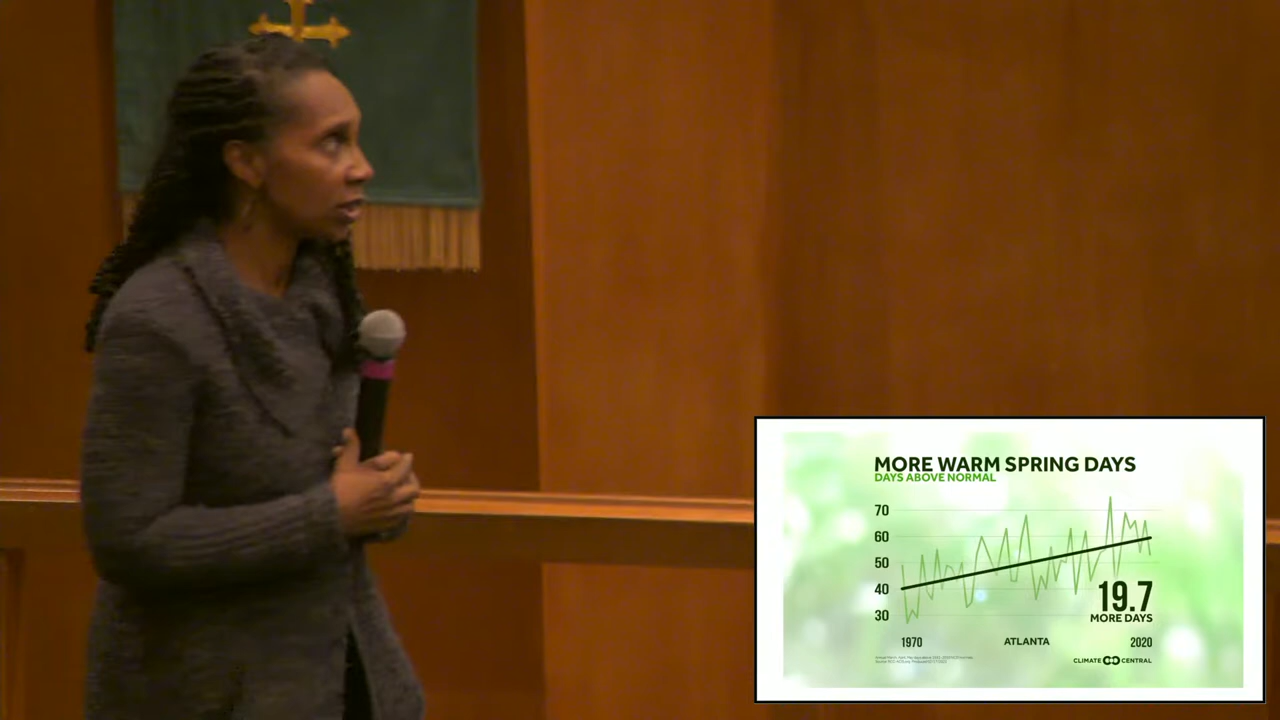 MORE WARM SPRING DAYS
DAYS ABOVE NORMAL
70
60
50
40
30
19.7
MORE DAYS
1970
ATLANTA
2020
CLIMATE CENTRAL